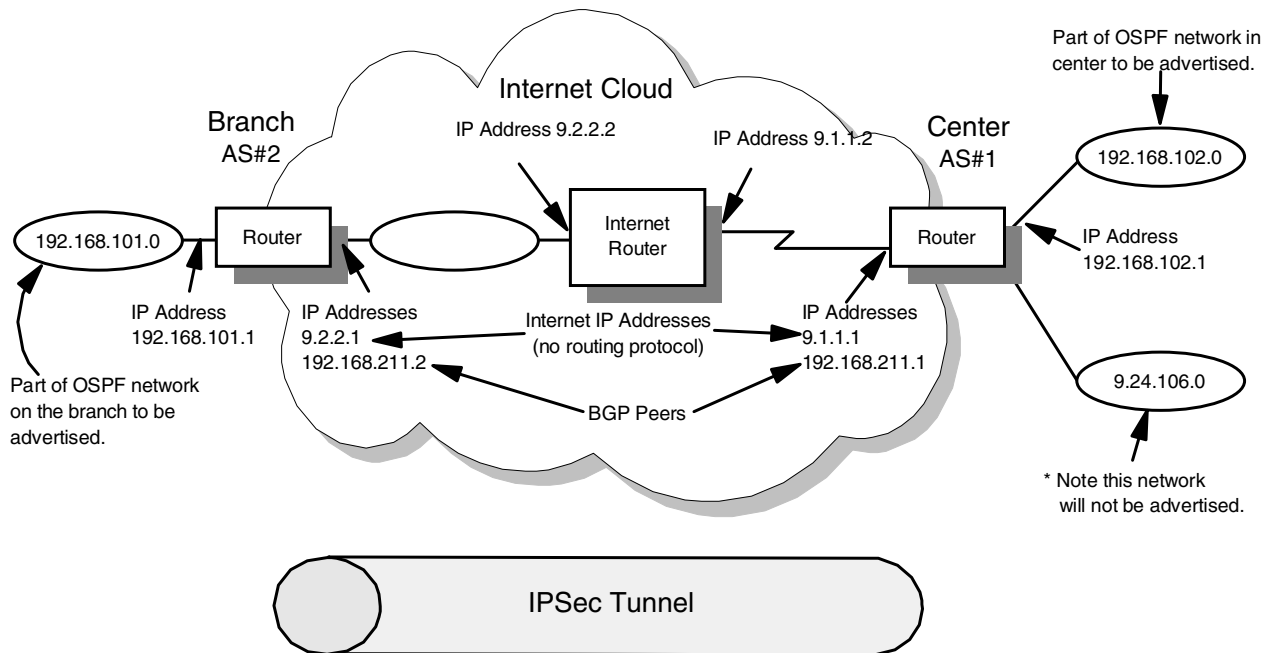 Part of OSPF network in
center to be advertised.
Internet Cloud
Branch
AS#2
IP Address 9.2.2.2
IP Address 9.1.1.2
Center
AS#1
192.168.102.0
192.168.101.0
Router
Internet
Router
Router
IP Address
192.168.102.1
IP Address
192.168.101.1
IP Addresses
9.2.2.1
192.168.211.2
Internet IP Addresses
(no routing protocol)
IP Addresses
9.1.1.1
192.168.211.1
Part of OSPF network
on the branch to be
advertised.
BGP Peers
9.24.106.0
* Note this network
will not be advertised.
IPSec Tunnel